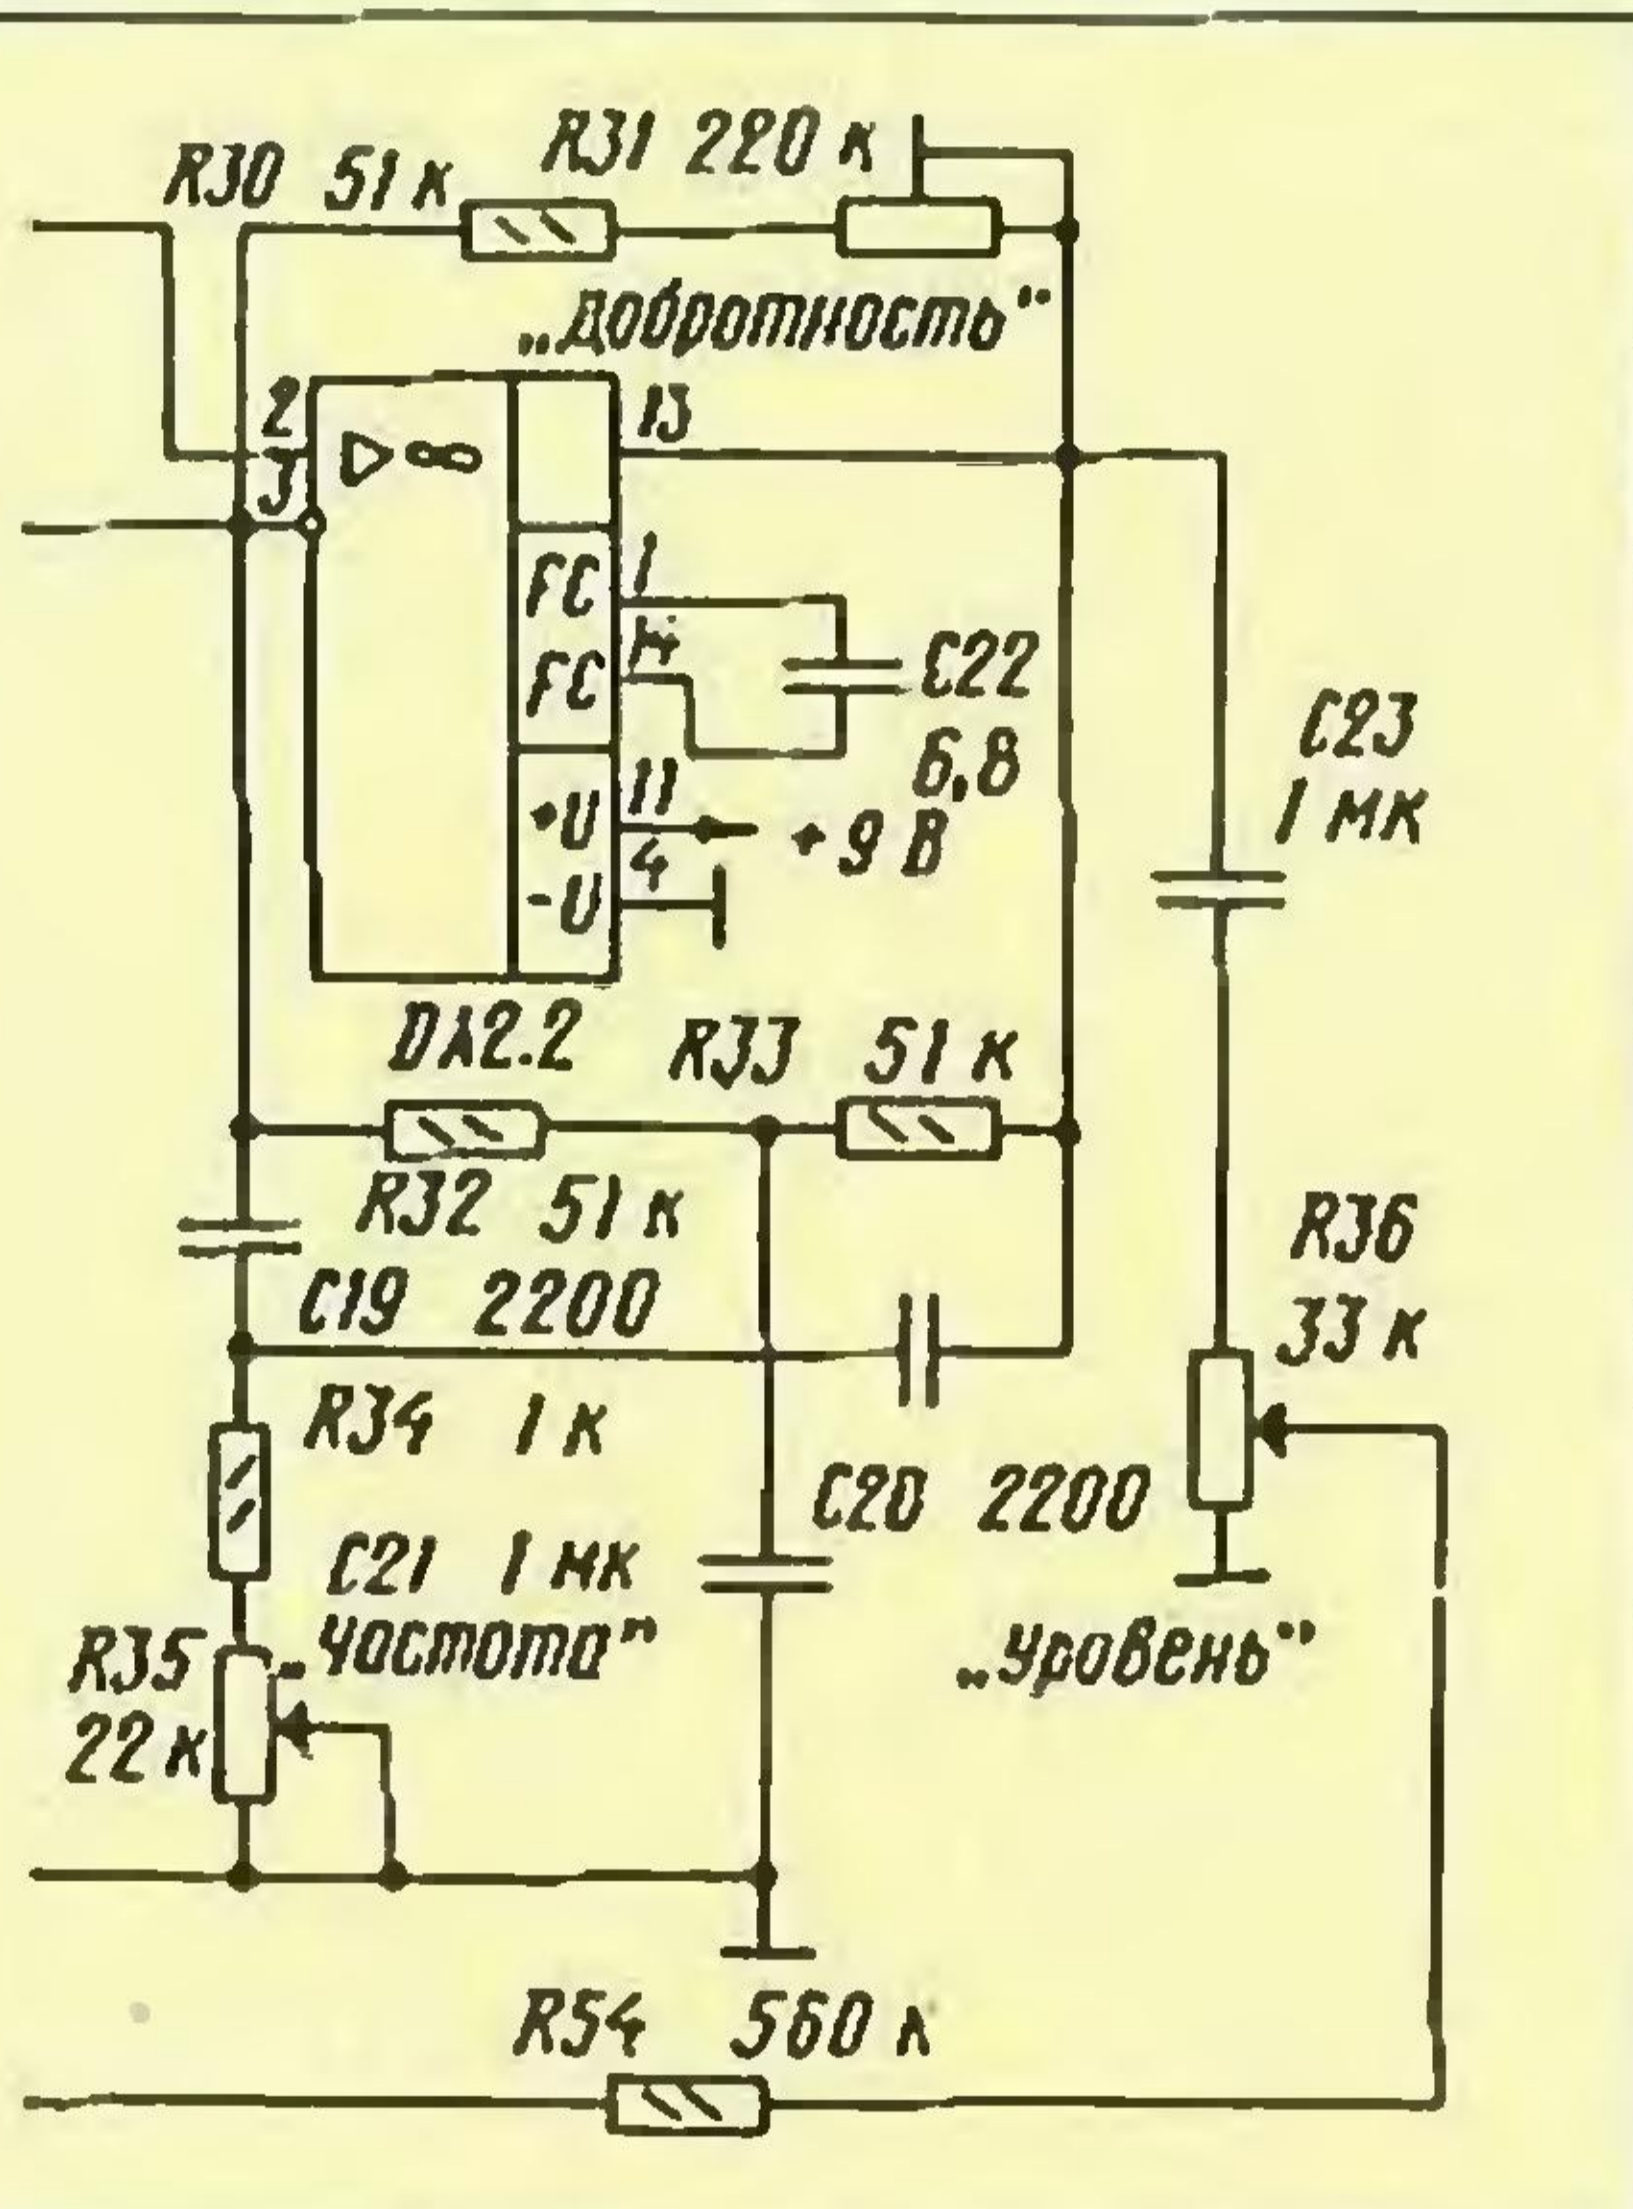 R30 51 к
R31 220 к
„Добротность“
2
13
3
FC
1
FC
14
C22
6,8
C23
1 мк
+U
11
+9 В
-U
4
DA2.2
R33 51 к
R32 51 к
C19 2200
R36
33 к
R34 1 к
C20 2200
C21 1 мк
R35
22 к
„Частота“
„Уровень“
R54 560 к